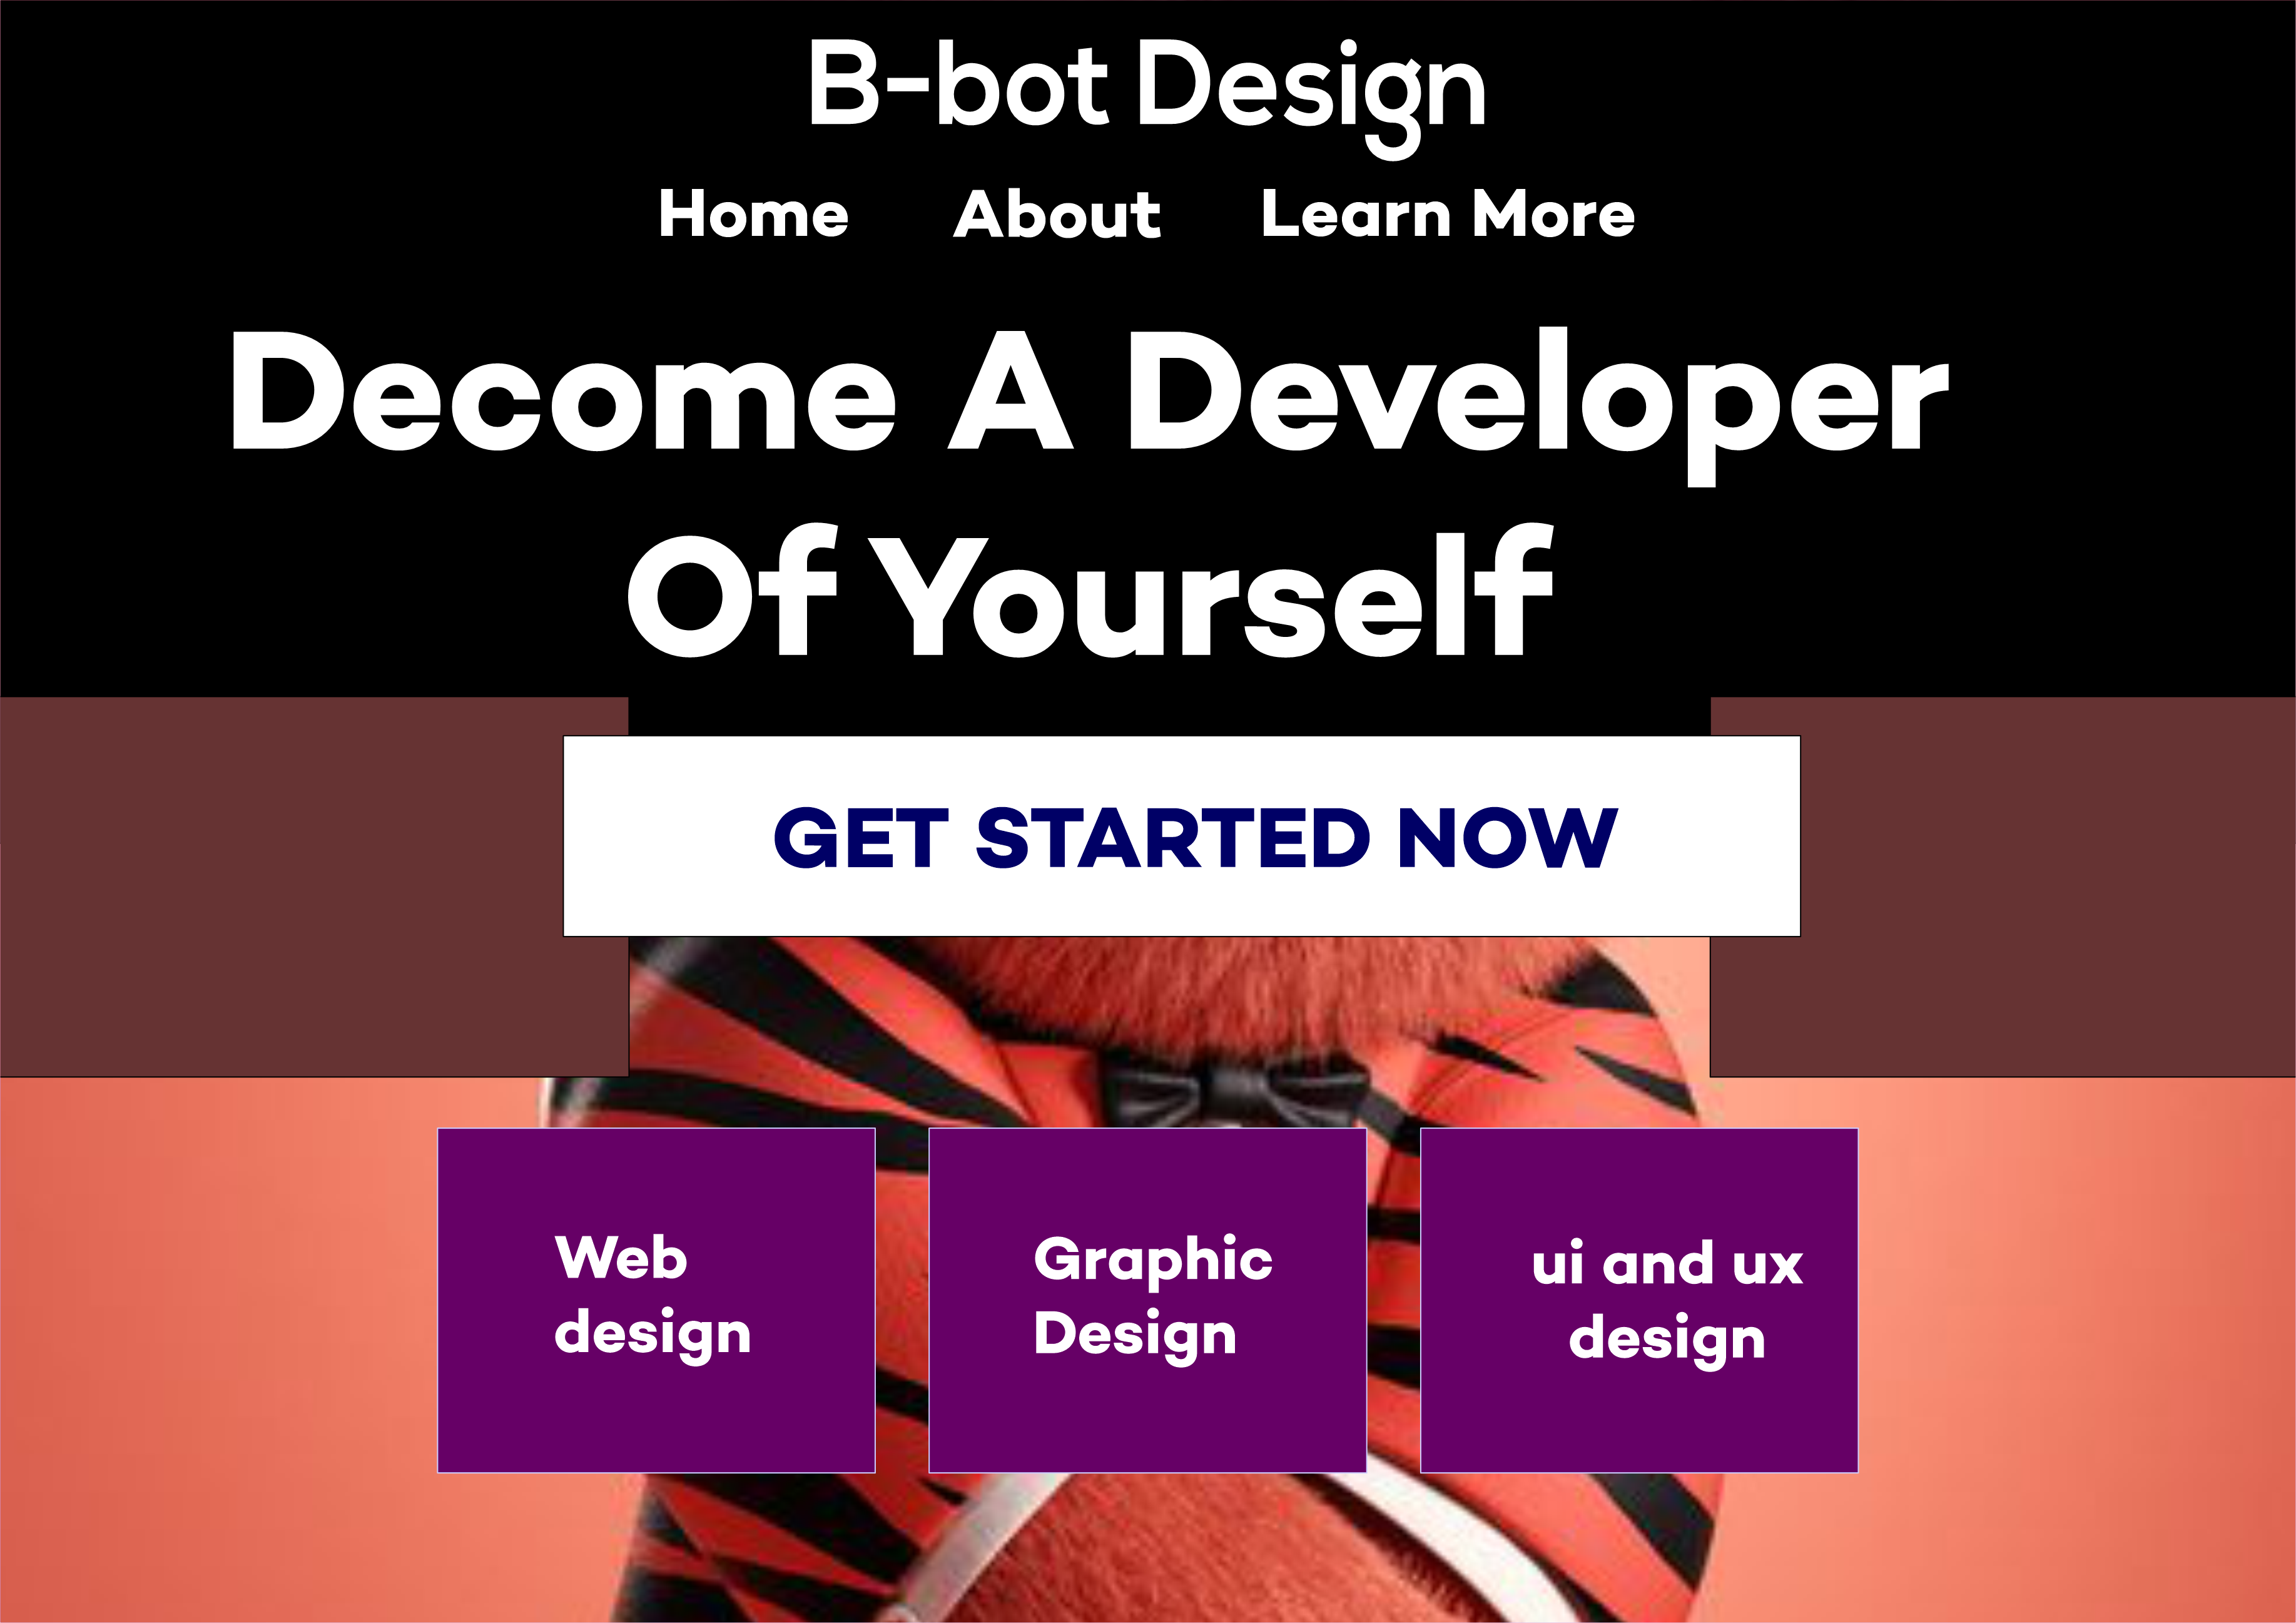 B-bot Design
Home About Learn More
Decome A Developer
Of Yourself
GET STARTED NOW
Web
design
Graphic
Design
ui and ux
design